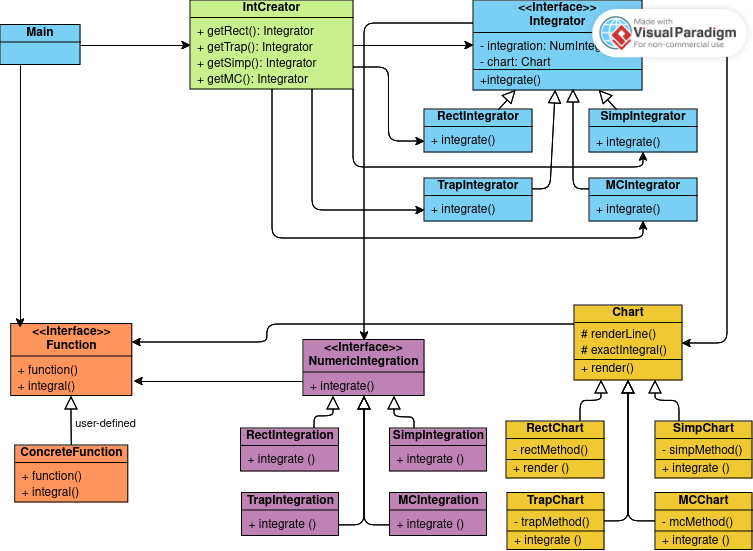 Main
IntCreator
+ getRect(): Integrator
+ getTrap(): Integrator
+ getSimp(): Integrator
+ getMC(): Integrator
<<Interface>>
Integrator
- integration: NumInteg
- chart: Chart
+integrate()
Made with
Visual Paradigm
For non-commercial use
RectIntegrator
+ integrate()
SimpIntegrator
+ integrate()
TrapIntegrator
+ integrate()
MCIntegrator
+ integrate()
<<Interface>>
Function
+ function()
+ integral()
user-defined
ConcreteFunction
+ function()
+ integral()
<<Interface>>
NumericIntegration
+ integrate()
RectIntegration
+ integrate ()
SimpIntegration
+ integrate ()
TrapIntegration
+ integrate ()
MCIntegration
+ integrate ()
Chart
# renderLine()
# exactIntegral()
+ render()
RectChart
- rectMethod()
+ render ()
SimpChart
- simpMethod()
+ integrate ()
TrapChart
- trapMethod()
+ integrate ()
MCChart
- mcMethod()
+ integrate ()